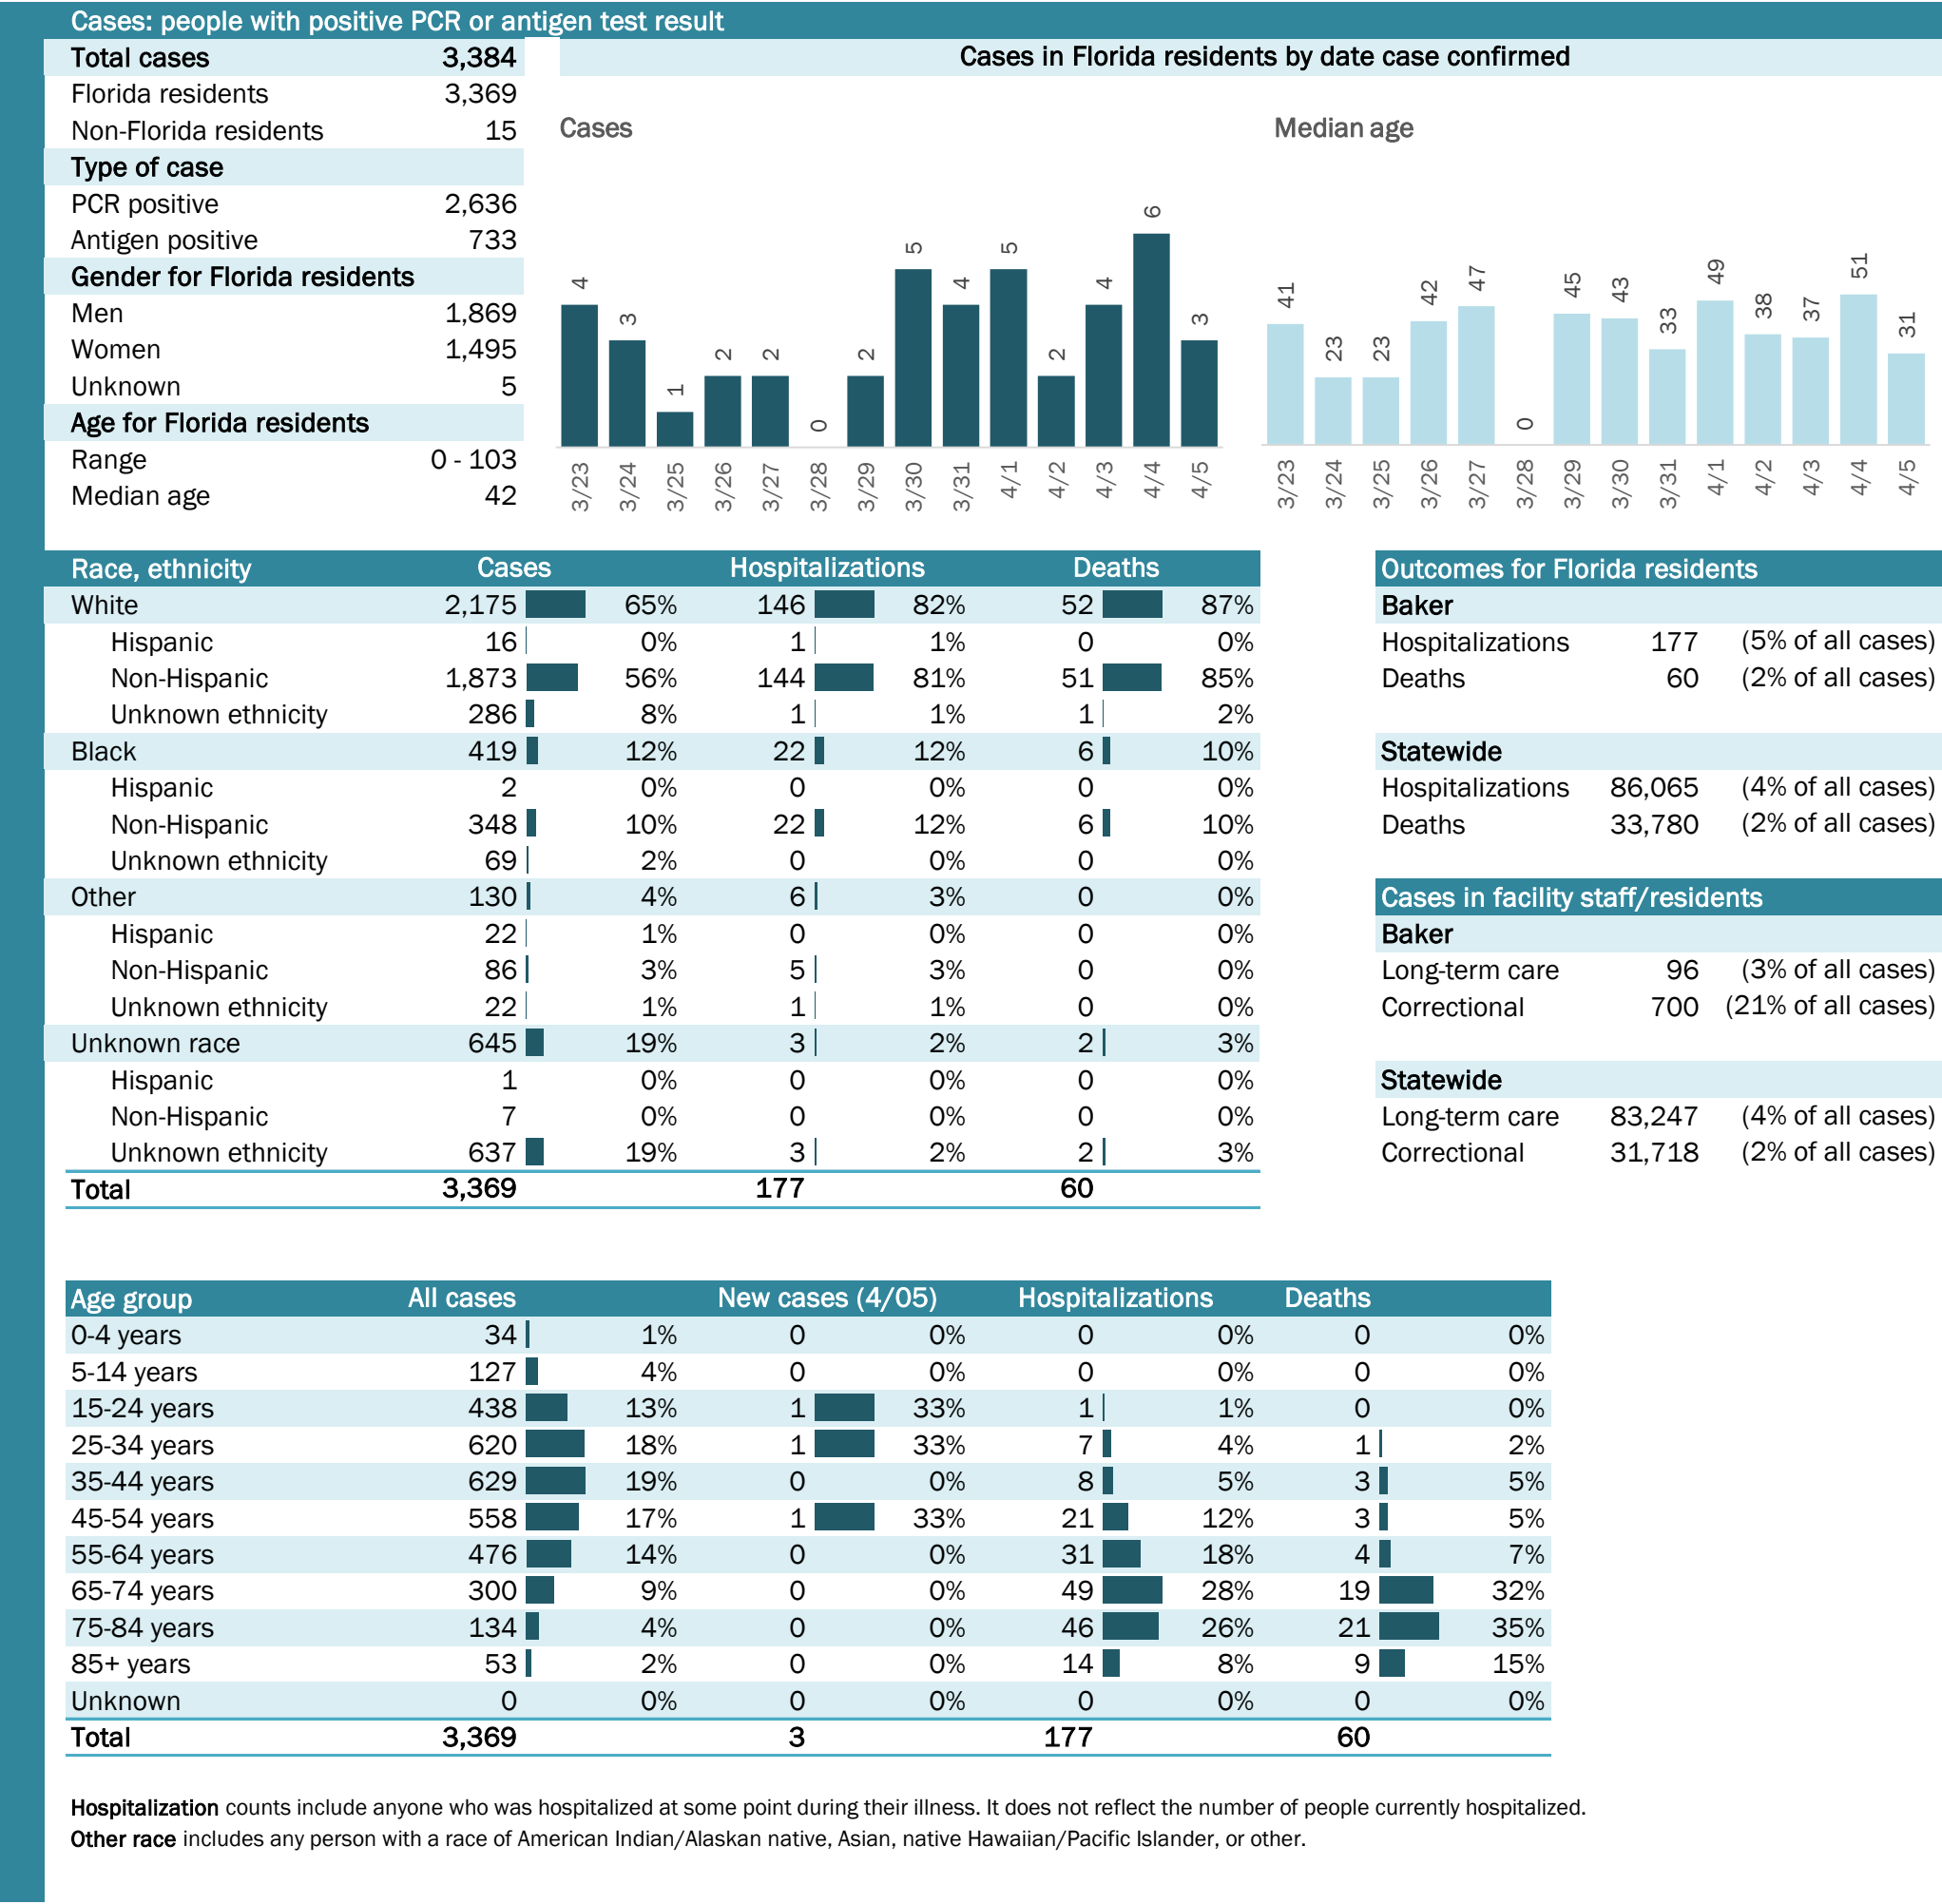 Cases: people with positive PCR or antigen test result
Total cases 3,384
Florida residents 3,369
Non-Florida residents 15
Type of case
PCR positive 2,636
Antigen positive 733
Gender for Florida residents
Men 1,869
Women 1,495
Unknown 5
Age for Florida residents
Range 0 - 103
Median age 42
Cases in Florida residents by date case confirmed
Cases
4 3 1 2 2 0 2 5 4 5 2 4 6 3
3/23 3/24 3/25 3/26 3/27 3/28 3/29 3/30 3/31 4/1 4/2 4/3 4/4 4/5
Median age
41 23 23 42 47 0 45 43 33 49 38 37 51 31
3/23 3/24 3/25 3/26 3/27 3/28 3/29 3/30 3/31 4/1 4/2 4/3 4/4 4/5
Race, ethnicity Cases Hospitalizations Deaths
White 2,175 65% 146 82% 52 87%
Hispanic 16 0% 1 1% 0 0%
Non-Hispanic 1,873 56% 144 81% 51 85%
Unknown ethnicity 286 8% 1 1% 1 2%
Black 419 12% 22 12% 6 10%
Hispanic 2 0% 0 0% 0 0%
Non-Hispanic 348 10% 22 12% 6 10%
Unknown ethnicity 69 2% 0 0% 0 0%
Other 130 4% 6 3% 0 0%
Hispanic 22 1% 0 0% 0 0%
Non-Hispanic 86 3% 5 3% 0 0%
Unknown ethnicity 22 1% 1 1% 0 0%
Unknown race 645 19% 3 2% 2 3%
Hispanic 1 0% 0 0% 0 0%
Non-Hispanic 7 0% 0 0% 0 0%
Unknown ethnicity 637 19% 3 2% 2 3%
Total 3,369 177 60
Outcomes for Florida residents
Baker
Hospitalizations 177 (5% of all cases)
Deaths 60 (2% of all cases)
Statewide
Hospitalizations 86,065 (4% of all cases)
Deaths 33,780 (2% of all cases)
Cases in facility staff/residents
Baker
Long-term care 96 (3% of all cases)
Correctional 700 (21% of all cases)
Statewide
Long-term care 83,247 (4% of all cases)
Correctional 31,718 (2% of all cases)
Age group All cases New cases (4/05) Hospitalizations Deaths
0-4 years 34 1% 0 0% 0 0% 0 0%
5-14 years 127 4% 0 0% 0 0% 0 0%
15-24 years 438 13% 1 33% 1 1% 0 0%
25-34 years 620 18% 1 33% 7 4% 1 2%
35-44 years 629 19% 0 0% 8 5% 3 5%
45-54 years 558 17% 1 33% 21 12% 3 5%
55-64 years 476 14% 0 0% 31 18% 4 7%
65-74 years 300 9% 0 0% 49 28% 19 32%
75-84 years 134 4% 0 0% 46 26% 21 35%
85+ years 53 2% 0 0% 14 8% 9 15%
Unknown 0 0% 0 0% 0 0% 0 0%
Total 3,369 3 177 60
Hospitalization counts include anyone who was hospitalized at some point during their illness. It does not reflect the number of people currently hospitalized.
Other race includes any person with a race of American Indian/Alaskan native, Asian, native Hawaiian/Pacific Islander, or other.